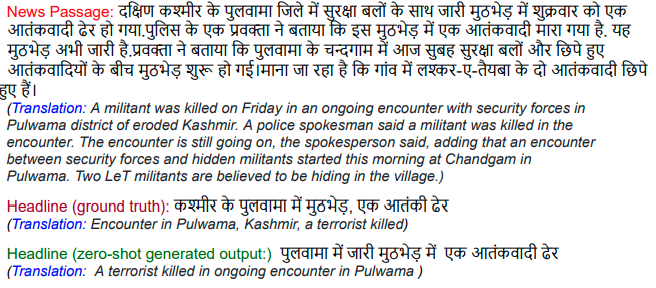 News Passage: दक्षिण कश्मीर के पुलवामा जिले में सुरक्षा बलों के साथ जारी मुठभेड़ में शुक्रवार को एक
आतंकवादी ढेर हो गया.पुलिस के एक प्रवक्ता ने बताया कि इस मुठभेड़ में एक आतंकवादी मारा गया है. यह
मुठभेड़ अभी जारी है.प्रवक्ता ने बताया कि पुलवामा के चन्दगाम में आज सुबह सुरक्षा बलों और छिपे हुए
आतंकवादियों के बीच मुठभेड़ शुरू हो गई।माना जा रहा है कि गांव में लश्कर-ए-तैयबा के दो आतंकवादी छिपे
हुए हैं।
(Translation: A militant was killed on Friday in an ongoing encounter with security forces in
Pulwama district of eroded Kashmir. A police spokesman said a militant was killed in the
encounter. The encounter is still going on, the spokesperson said, adding that an encounter
between security forces and hidden militants started this morning at Chandgam in
Pulwama. Two LeT militants are believed to be hiding in the village.)
Headline (ground truth): कश्मीर के पुलवामा में मुठभेड़, एक आतंकी ढेर
(Translation: Encounter in Pulwama, Kashmir, a terrorist killed)
Headline (zero-shot generated output:) पुलवामा में जारी मुठभेड़ में एक आतंकवादी ढेर
(Translation: A terrorist killed in ongoing encounter in Pulwama )